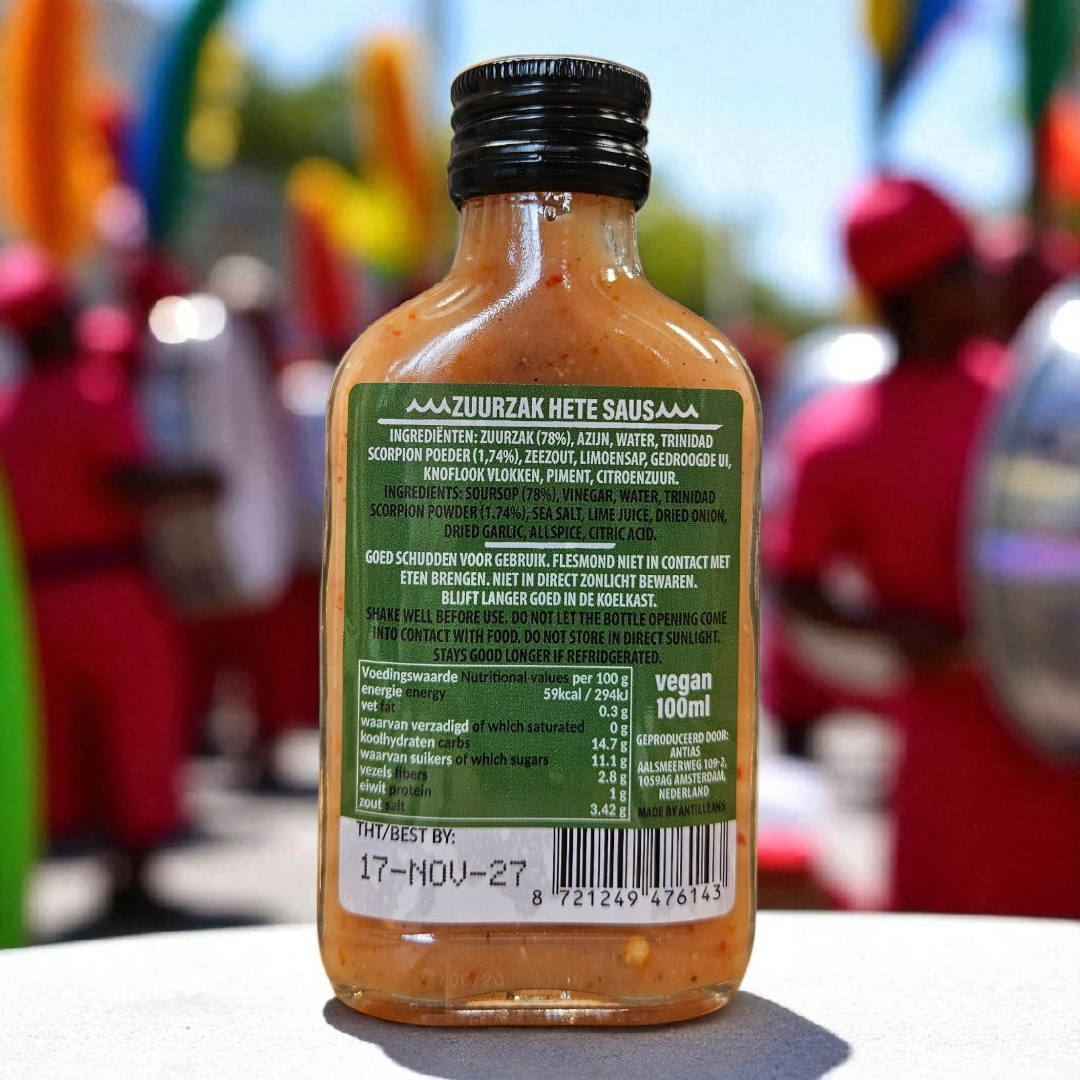 ZUURZAK HETE SAUS
INGREDIËNTEN: ZUURZAK (78%), AZIJN, WATER, TRINIDAD
SCORPION POEDER (1,74%), ZEEZOUT, LIMOENSAP, GEDROOGDE UI,
KNOFLOOK VLOKKEN, PIMENT, CITROENZUUR.
INGREDIENTS: SOURSOP (78%), VINEGAR, WATER, TRINIDAD
SCORPION POWDER (1.74%), SEA SALT, LIME JUICE, DRIED ONION,
DRIED GARLIC, ALLSPICE, CITRIC ACID.
GOED SCHUDDEN VOOR GEBRUIK. FLESMOND NIET IN CONTACT MET
ETEN BRENGEN. NIET IN DIRECT ZONLICHT BEWAREN.
BLIJFT LANGER GOED IN DE KOELKAST.
SHAKE WELL BEFORE USE. DO NOT LET THE BOTTLE OPENING COME
INTO CONTACT WITH FOOD. DO NOT STORE IN DIRECT SUNLIGHT.
STAYS GOOD LONGER IF REFRIDGERATED.
Voedingswaarde Nutritional values per 100 g
energie energy 59kcal / 294kJ
vet fat 0.3 g
waarvan verzadigd of which saturated 0 g
koolhydraten carbs 14.7 g
waarvan suikers of which sugars 11.1 g
vezels fibers 2.8 g
eiwit protein 1 g
zout salt 3.42 g
vegan
100ml
GEPRODUCEERD DOOR:
ANTIAS
AALSMEERWEG 109-2,
1059AG AMSTERDAM,
NEDERLAND
MADE BY ANTILLEANS
THT/BEST BY:
17-NOV-27
8 721249 476143